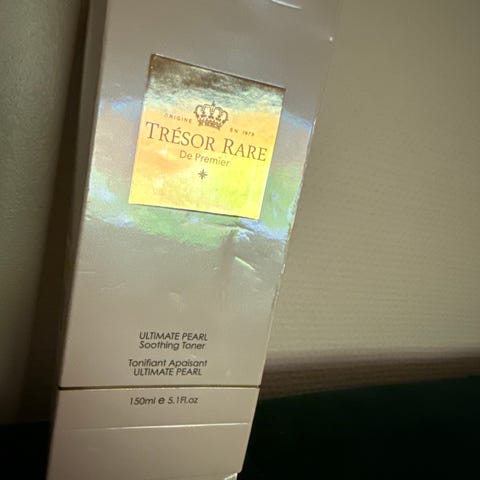 ORIGINE EN 1979
TRÉSOR RARE
De Premier
ULTIMATE PEARL
Soothing Toner
Tonifiant Apaisant
ULTIMATE PEARL
150ml e 5.1Fl.oz